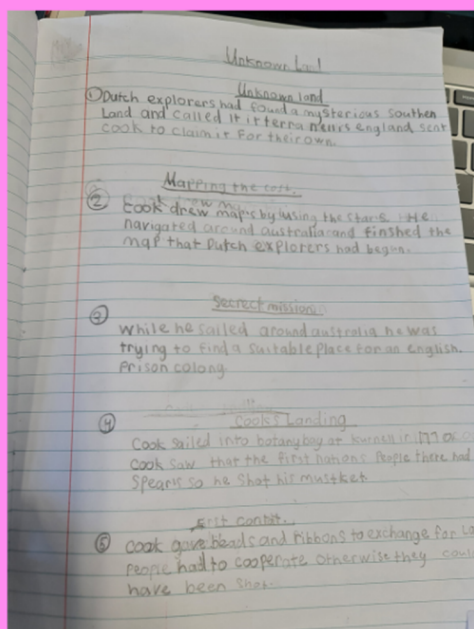 Unknown Land
Unknown land
① Dutch explorers had found a mysterious southen
Land and called it england sent
cook to claim it for their own.
Mapping the
② Cook drew maps by using the stars. He
navigated around australia and finshed the
map that Dutch explorers had began.
Secrect mission
③ While he sailed around australia he was
trying to find a suitable place for an english
Prison colony.
④ Cook's Landing
Cook sailed into botany bay at in
Cook saw that the first nations People there had
Spears so he shot his mustket
⑤ cook gave beads and ribbons to exchange for
People had to cooperate otherwise they
have been shot.